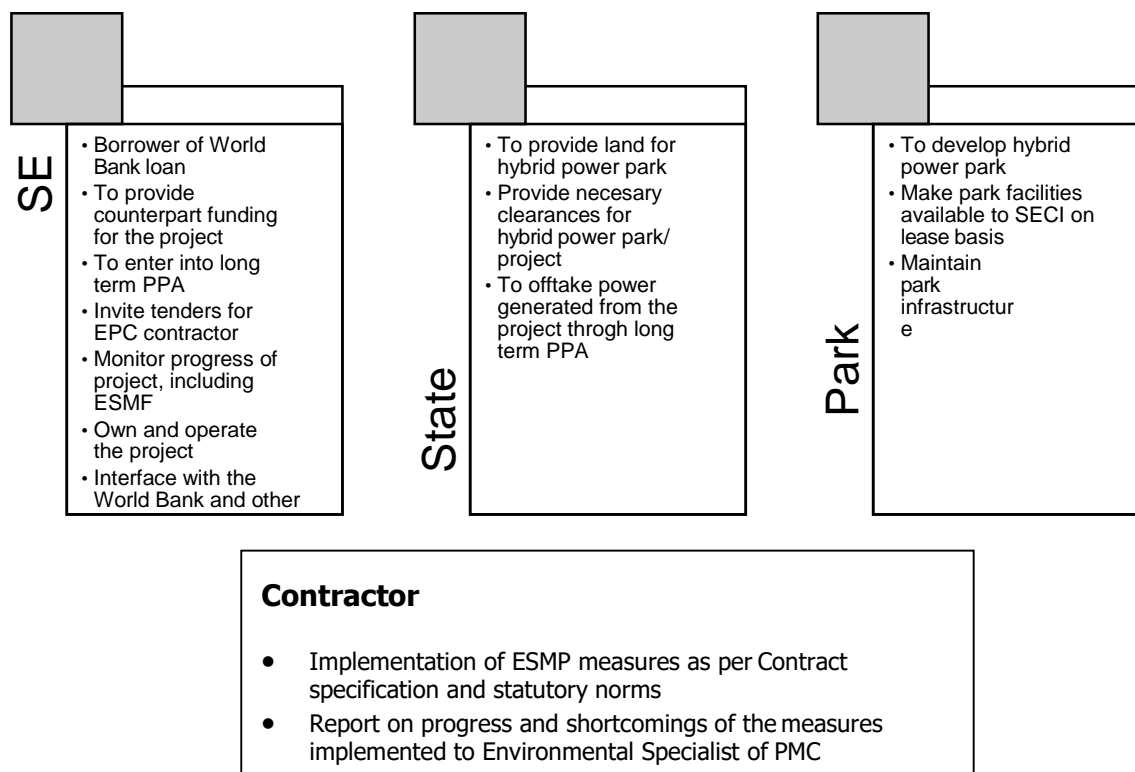 SE
• Borrower of World
Bank loan
• To provide
counterpart funding
for the project
• To enter into long
term PPA
• Invite tenders for
EPC contractor
• Monitor progress of
project, including
ESMF
• Own and operate
the project
• Interface with the
World Bank and other
State
• To provide land for
hybrid power park
• Provide necesary
clearances for
hybrid power park/
project
• To offtake power
generated from the
project throgh long
term PPA
Park
• To develop hybrid
power park
• Make park facilities
available to SECI on
lease basis
• Maintain
park
infrastructur
e
Contractor
• Implementation of ESMP measures as per Contract
specification and statutory norms
• Report on progress and shortcomings of the measures
implemented to Environmental Specialist of PMC